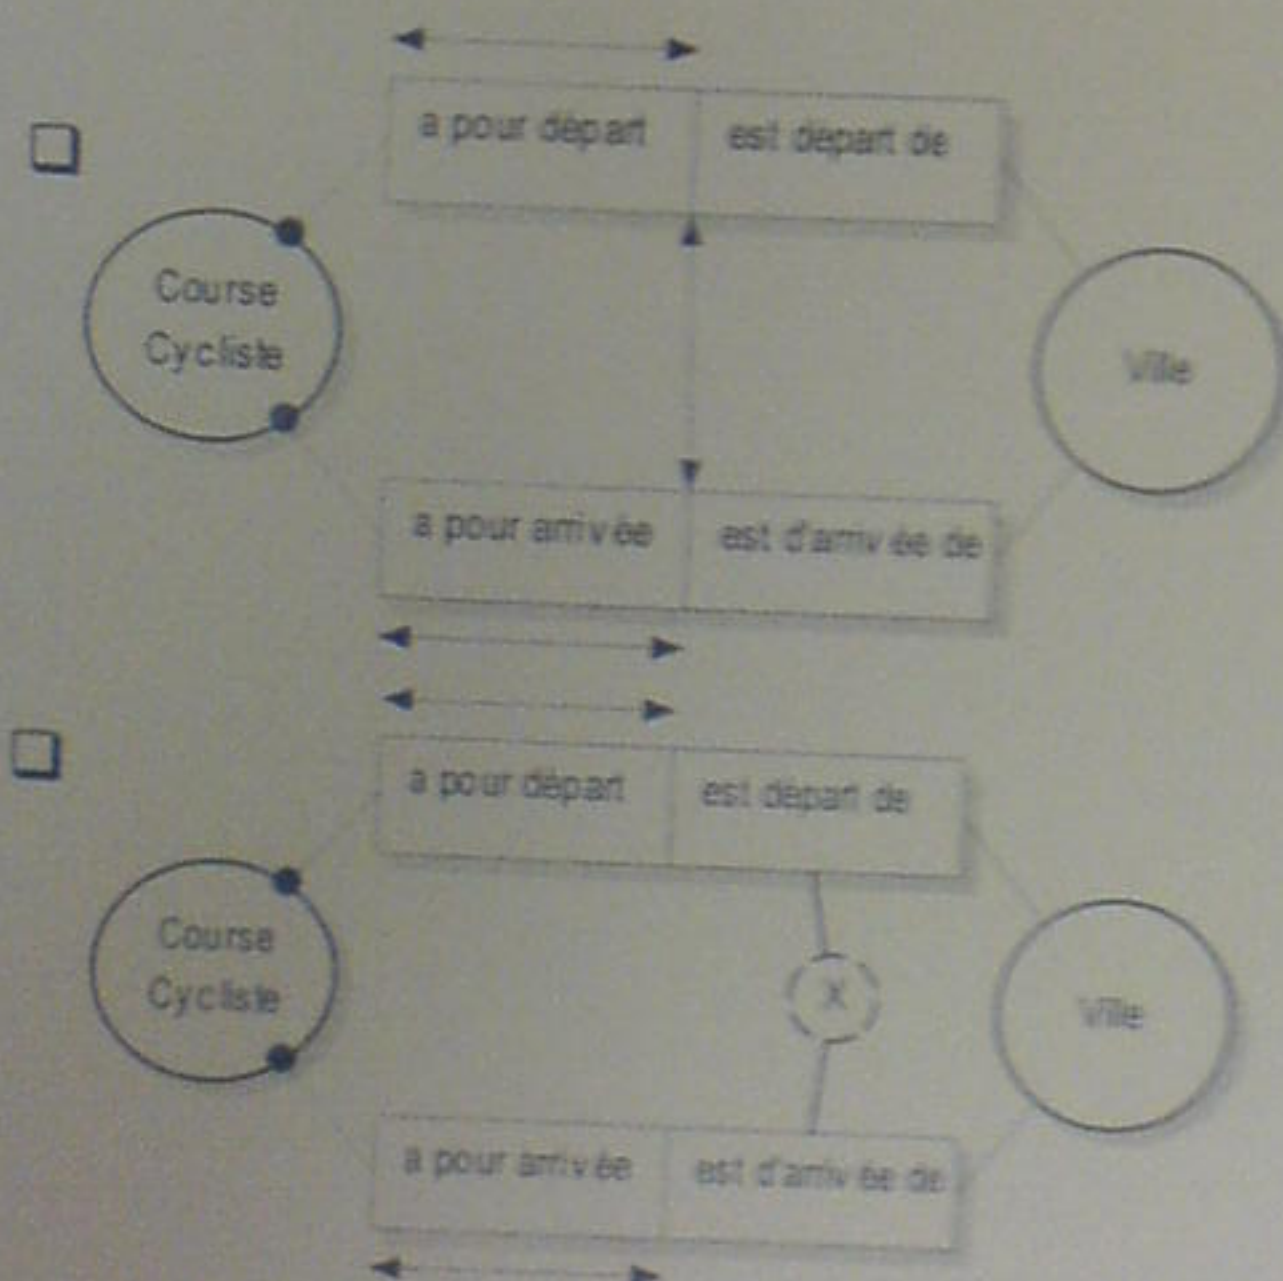 a pour départ est départ de
Course
Cycliste
Ville
a pour arrivée est d'arrivée de
a pour départ est départ de
Course
Cycliste
X
Ville
a pour arrivée est d'arrivée de